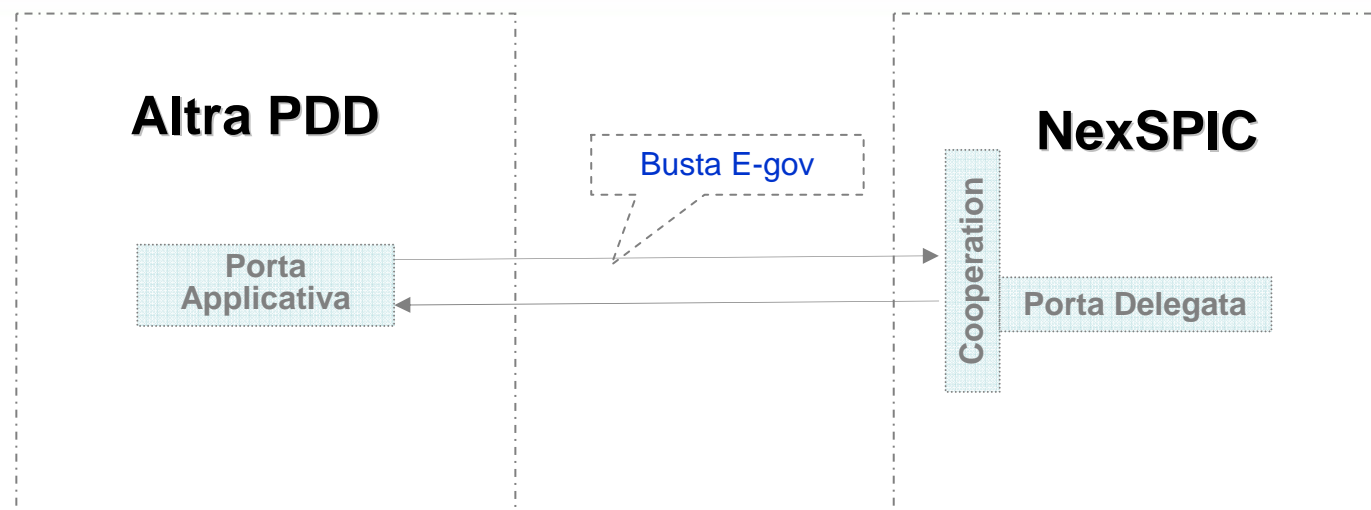 Altra PDD
NexSPIC
Busta E-gov
Porta
Applicativa
Cooperation
Porta Delegata